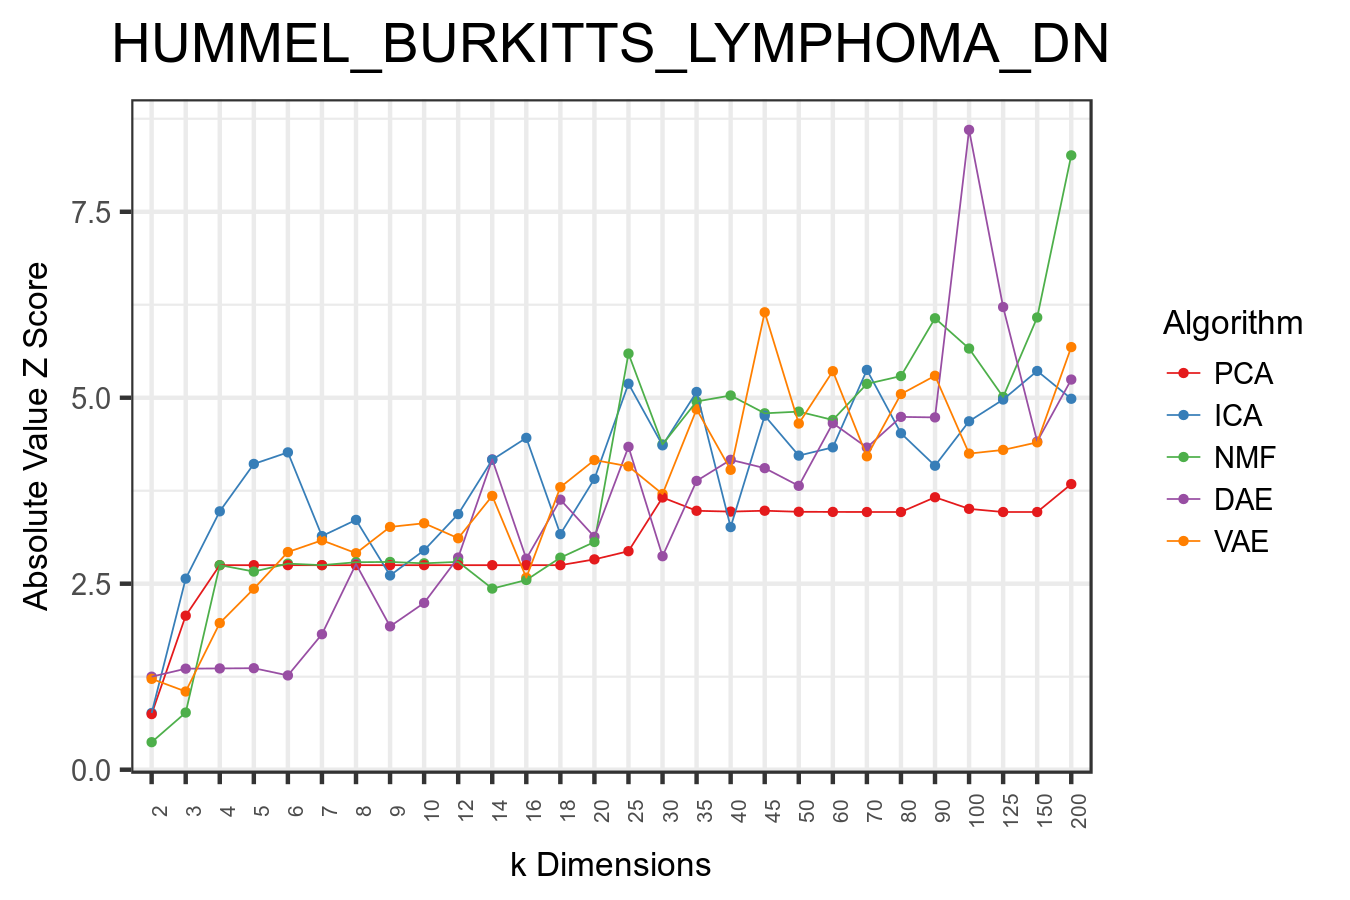 HUMMEL_BURKITTS_LYMPHOMA_DN
Absolute Value Z Score
7.5
5.0
2.5
0.0
2 3 4 5 6 7 8 9 10 12 14 16 18 20 25 30 35 40 45 50 60 70 80 90 100 125 150 200
k Dimensions
Algorithm
PCA
ICA
NMF
DAE
VAE